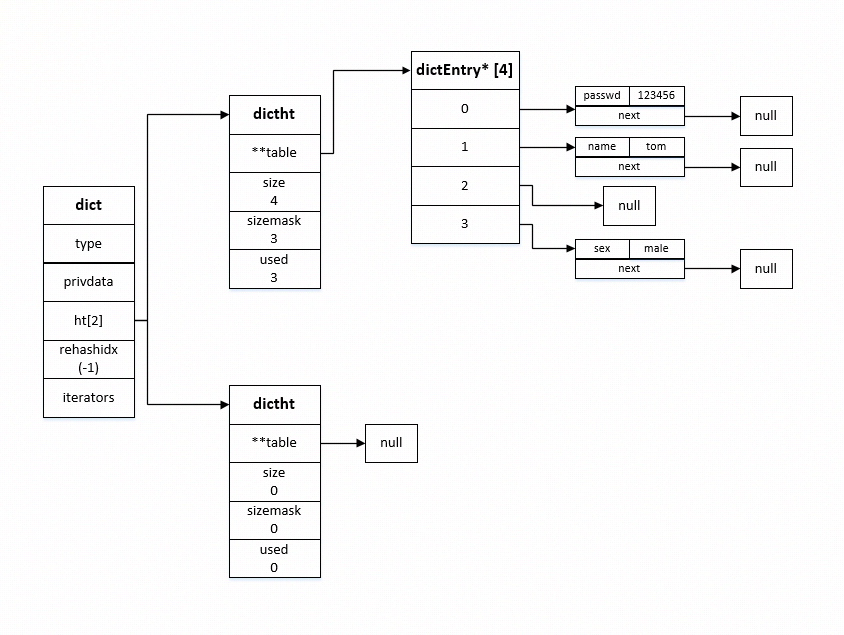 dict
type
privdata
ht[2]
rehashidx
(-1)
iterators
dictht
**table
size
4
sizemask
3
used
3
dictEntry* [4]
0
1
2
3
passwd 123456
next
null
name tom
next
null
null
sex male
next
null
dictht
**table
null
size
0
sizemask
0
used
0